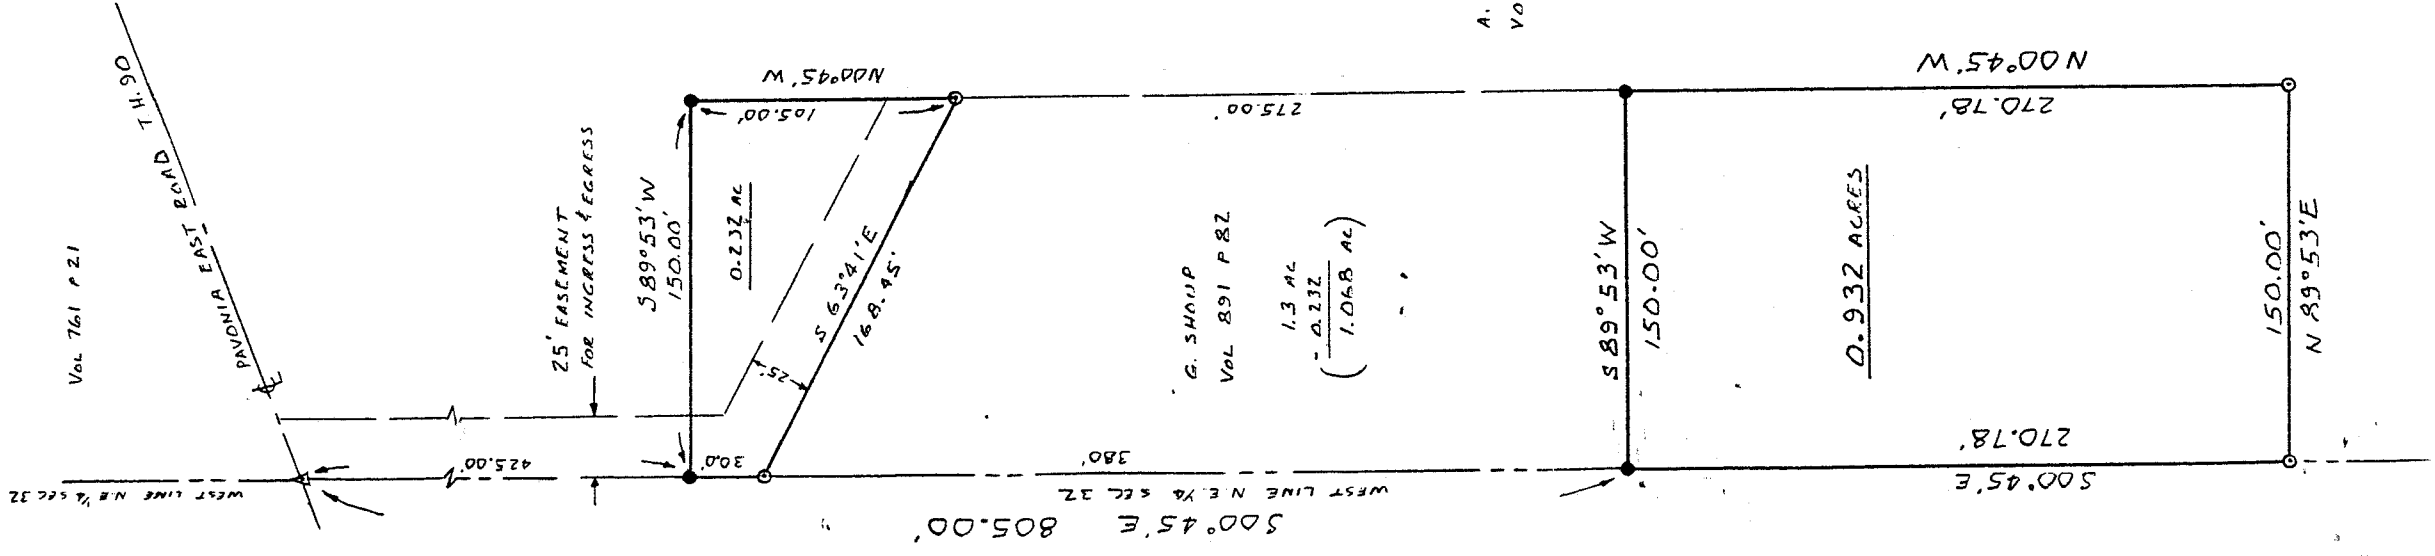 VOL 761 P 21
PAVONIA EAST ROAD T.H. 90
WEST LINE N.E. 1/4 SEC 32
425.00'
25' EASEMENT
FOR INGRESS & EGRESS
S 89° 53' W
150.00'
0.232 AC
N00°45' W
105.00'
25'
S 63° 41' E
168.45'
30.0'
380'
WEST LINE N.E. 1/4 SEC 32
S00° 45' E 805.00'
275.00'
G. SHOUP
VOL 891 P 82
1.3 AC
- 0.232
(1.068 AC)
A.
VO
S 89° 53' W
150.00'
N00°45' W
270.78'
0.932 ACRES
270.78'
S00°45' E
150.00'
N 89° 53' E